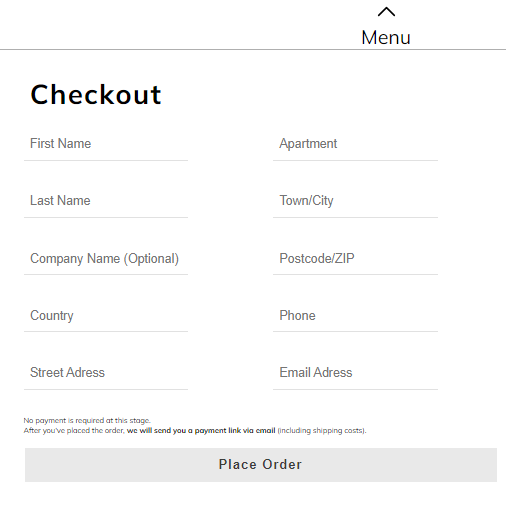 Menu
Checkout
First Name
Apartment
Last Name
Town/City
Company Name (Optional)
Postcode/ZIP
Country
Phone
Street Adress
Email Adress
No payment is required at this stage.
After you've placed the order, we will send you a payment link via email (including shipping costs).
Place Order